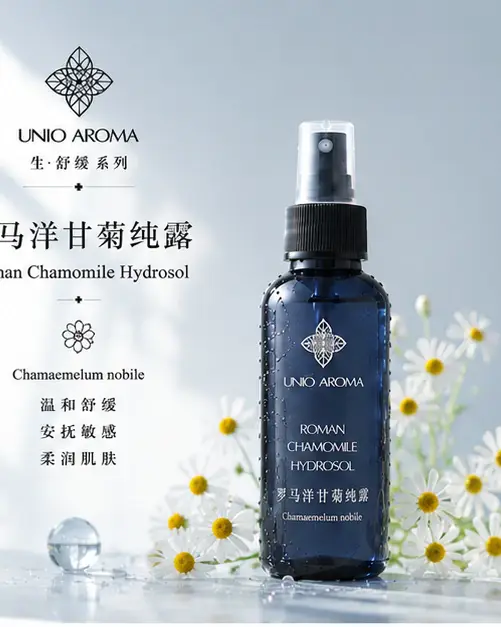 UNIO AROMA
生·舒缓系列
马洋甘菊纯露
Chamomile Hydrosol
Chamaemelum nobile
温和舒缓
安抚敏感
柔润肌肤
UNIO AROMA
ROMAN
CHAMOMILE
HYDROSOL
罗马洋甘菊纯露
Chamaemelum nobile